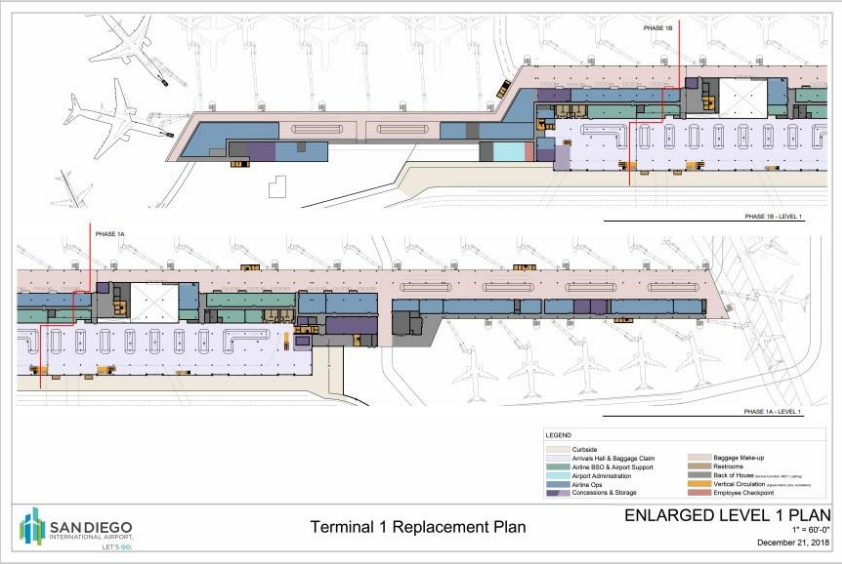 PHASE 1B
PHASE 1B - LEVEL 1
PHASE 1A
PHASE 1A - LEVEL 1
LEGEND
Curbside
Arrivals Hall & Baggage Claim
Airline BSO & Airport Support
Airport Administration
Airline Ops
Concessions & Storage
Baggage Make-up
Restrooms
Back of House
Vertical Circulation
Employee Checkpoint
SAN DIEGO
INTERNATIONAL AIRPORT.
LET'S GO.
Terminal 1 Replacement Plan
ENLARGED LEVEL 1 PLAN
1" = 60'-0"
December 21, 2018